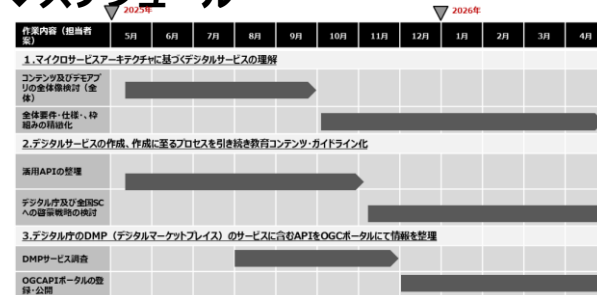 スケジュール
2025年
2026年
作業内容（担当者
案）
5月 6月 7月 8月 9月 10月 11月 12月 1月 2月 3月 4月
1.マイクロサービスアーキテクチャに基づくデジタルサービスの理解
コンテンツ及びデモアプ
リの全体像検討（全
体）
全体要件・仕様・、枠
組みの精緻化
2.デジタルサービスの作成、作成に至るプロセスを引き続き教育コンテンツ・ガイドライン化
活用APIの整理
デジタル庁及び全国SC
への啓蒙戦略の検討
3.デジタル庁のDMP（デジタルマーケットプレイス）のサービスに含むAPIをOGCポータルにて情報を整理
DMPサービス調査
OGCAPIポータルの登
録・公開